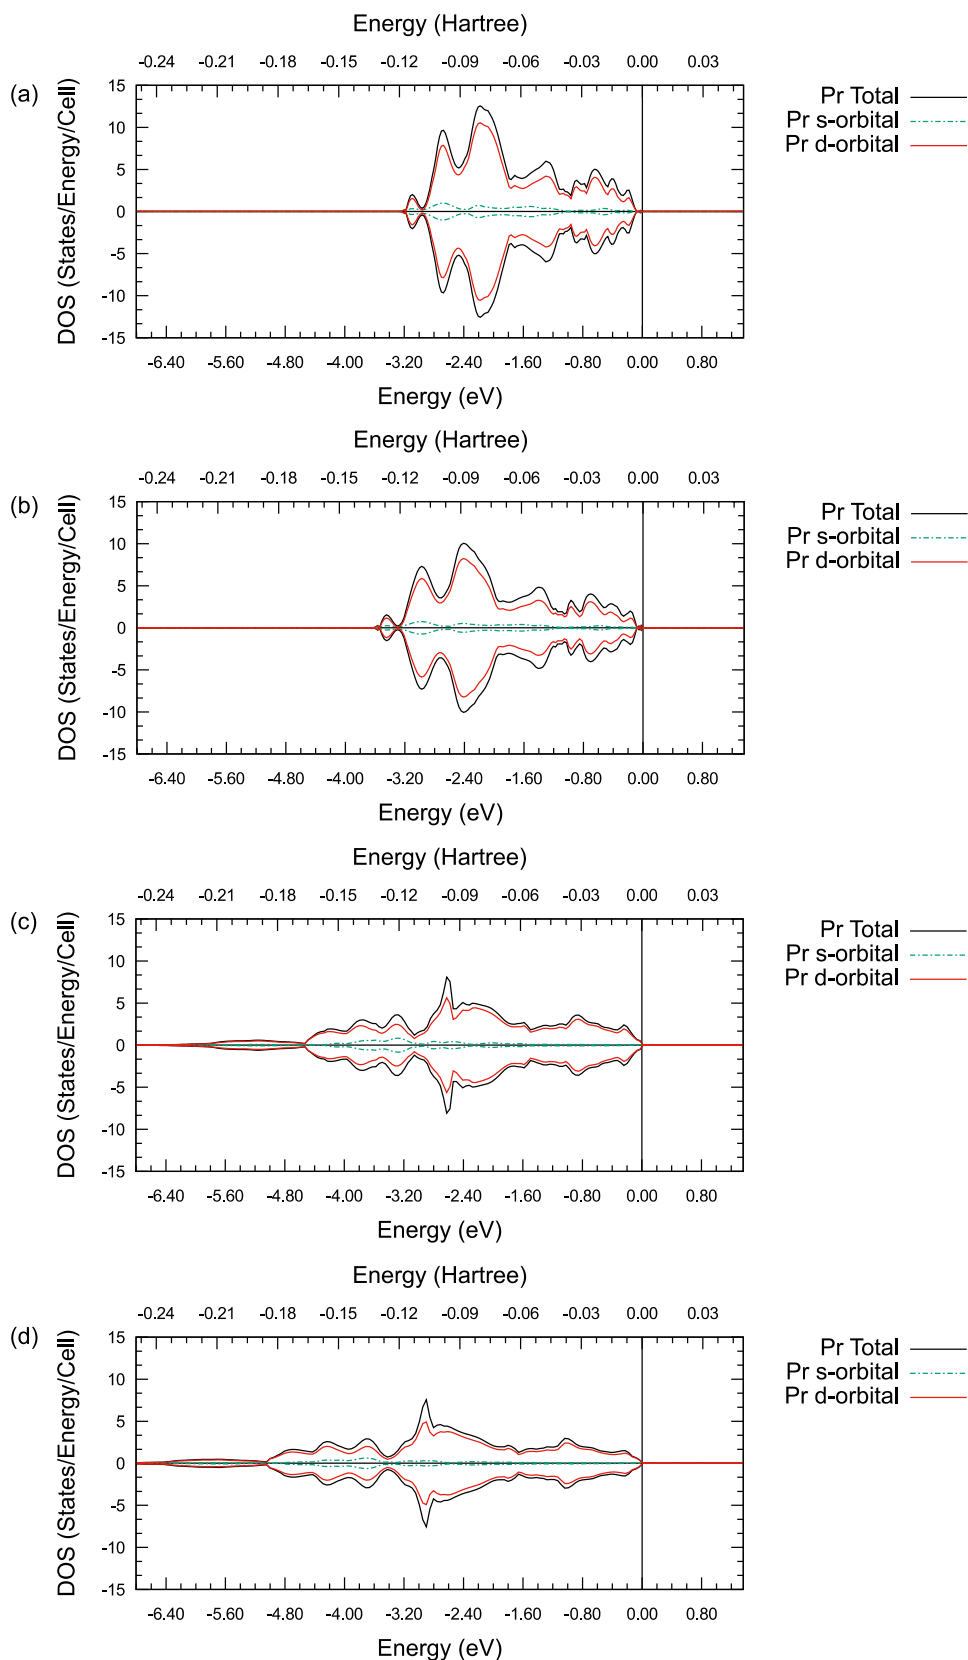 Energy (Hartree)
-0.24 -0.21 -0.18 -0.15 -0.12 -0.09 -0.06 -0.03 0.00 0.03
(a)
DOS (States/Energy/Cell)
15
10
5
0
-5
-10
-15
Pr Total
Pr s-orbital
Pr d-orbital
-6.40 -5.60 -4.80 -4.00 -3.20 -2.40 -1.60 -0.80 0.00 0.80
Energy (eV)
Energy (Hartree)
-0.24 -0.21 -0.18 -0.15 -0.12 -0.09 -0.06 -0.03 0.00 0.03
(b)
DOS (States/Energy/Cell)
15
10
5
0
-5
-10
-15
Pr Total
Pr s-orbital
Pr d-orbital
-6.40 -5.60 -4.80 -4.00 -3.20 -2.40 -1.60 -0.80 0.00 0.80
Energy (eV)
Energy (Hartree)
-0.24 -0.21 -0.18 -0.15 -0.12 -0.09 -0.06 -0.03 0.00 0.03
(c)
DOS (States/Energy/Cell)
15
10
5
0
-5
-10
-15
Pr Total
Pr s-orbital
Pr d-orbital
-6.40 -5.60 -4.80 -4.00 -3.20 -2.40 -1.60 -0.80 0.00 0.80
Energy (eV)
Energy (Hartree)
-0.24 -0.21 -0.18 -0.15 -0.12 -0.09 -0.06 -0.03 0.00 0.03
(d)
DOS (States/Energy/Cell)
15
10
5
0
-5
-10
-15
Pr Total
Pr s-orbital
Pr d-orbital
-6.40 -5.60 -4.80 -4.00 -3.20 -2.40 -1.60 -0.80 0.00 0.80
Energy (eV)